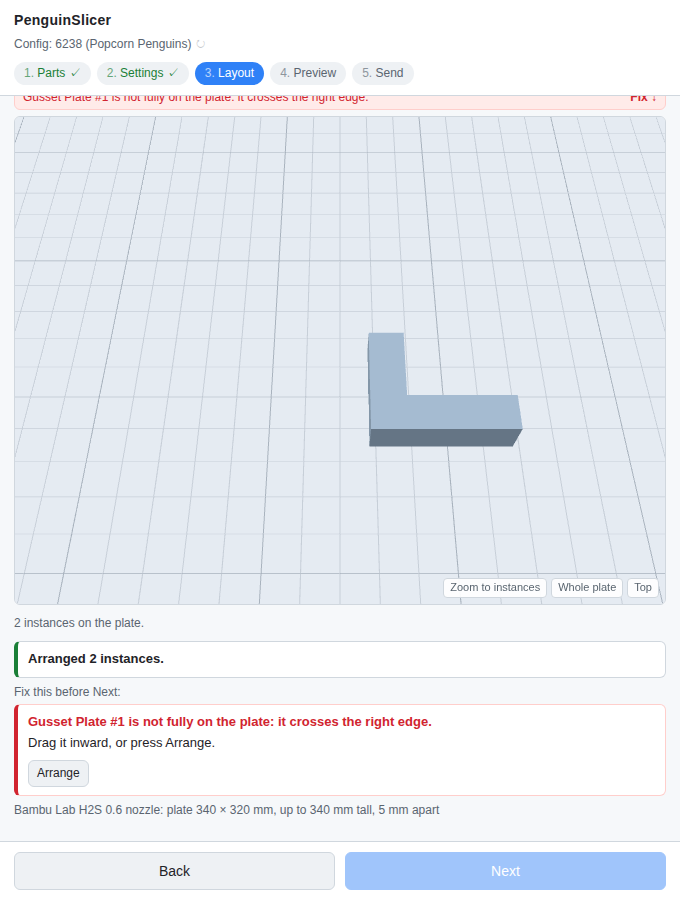 PenguinSlicer
Config: 6238 (Popcorn Penguins)
1. Parts ✓ 2. Settings ✓ 3. Layout 4. Preview 5. Send
Gusset Plate #1 is not fully on the plate: it crosses the right edge. Fix ↓
Zoom to instances Whole plate Top
2 instances on the plate.
Arranged 2 instances.
Fix this before Next:
Gusset Plate #1 is not fully on the plate: it crosses the right edge.
Drag it inward, or press Arrange.
Arrange
Bambu Lab H2S 0.6 nozzle: plate 340 × 320 mm, up to 340 mm tall, 5 mm apart
Back Next